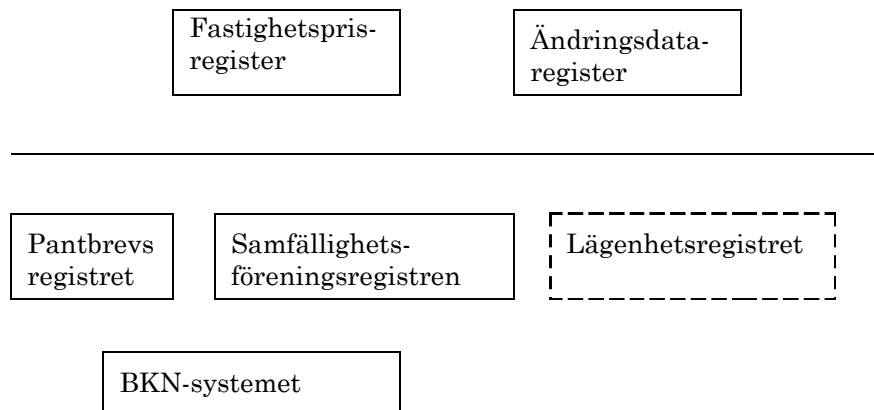 Fastighetspris-
register
Ändringsdata-
register
Pantbrevs
registret
Samfällighets-
föreningsregistren
Lägenhetsregistret
BKN-systemet